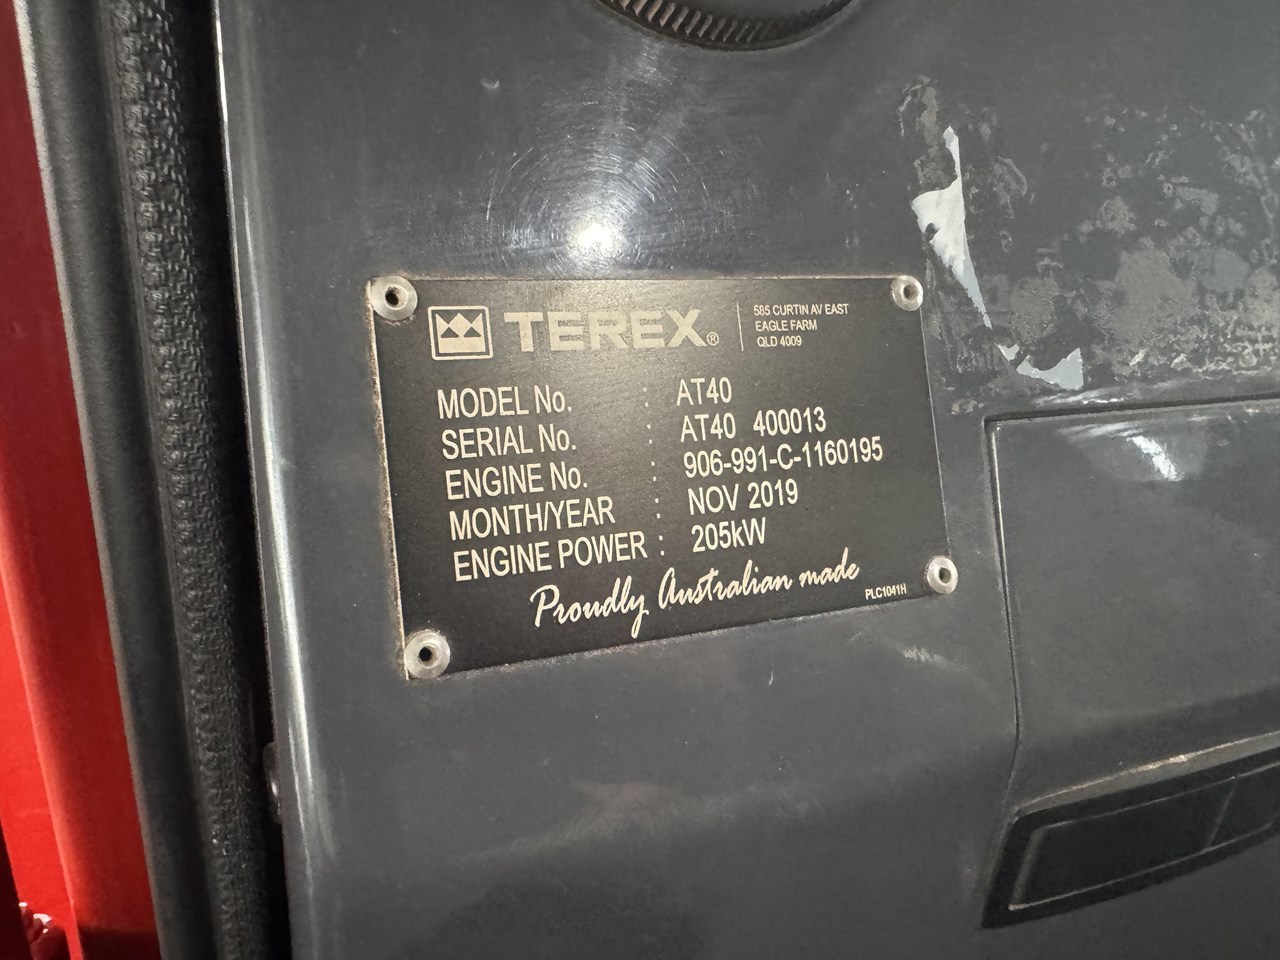 TEREX®
585 CURTIN AV EAST
EAGLE FARM
QLD 4009
MODEL No. : AT40
SERIAL No. : AT40 400013
ENGINE No. : 906-991-C-1160195
MONTH/YEAR : NOV 2019
ENGINE POWER : 205kW
Proudly Australian made
PLC1041H